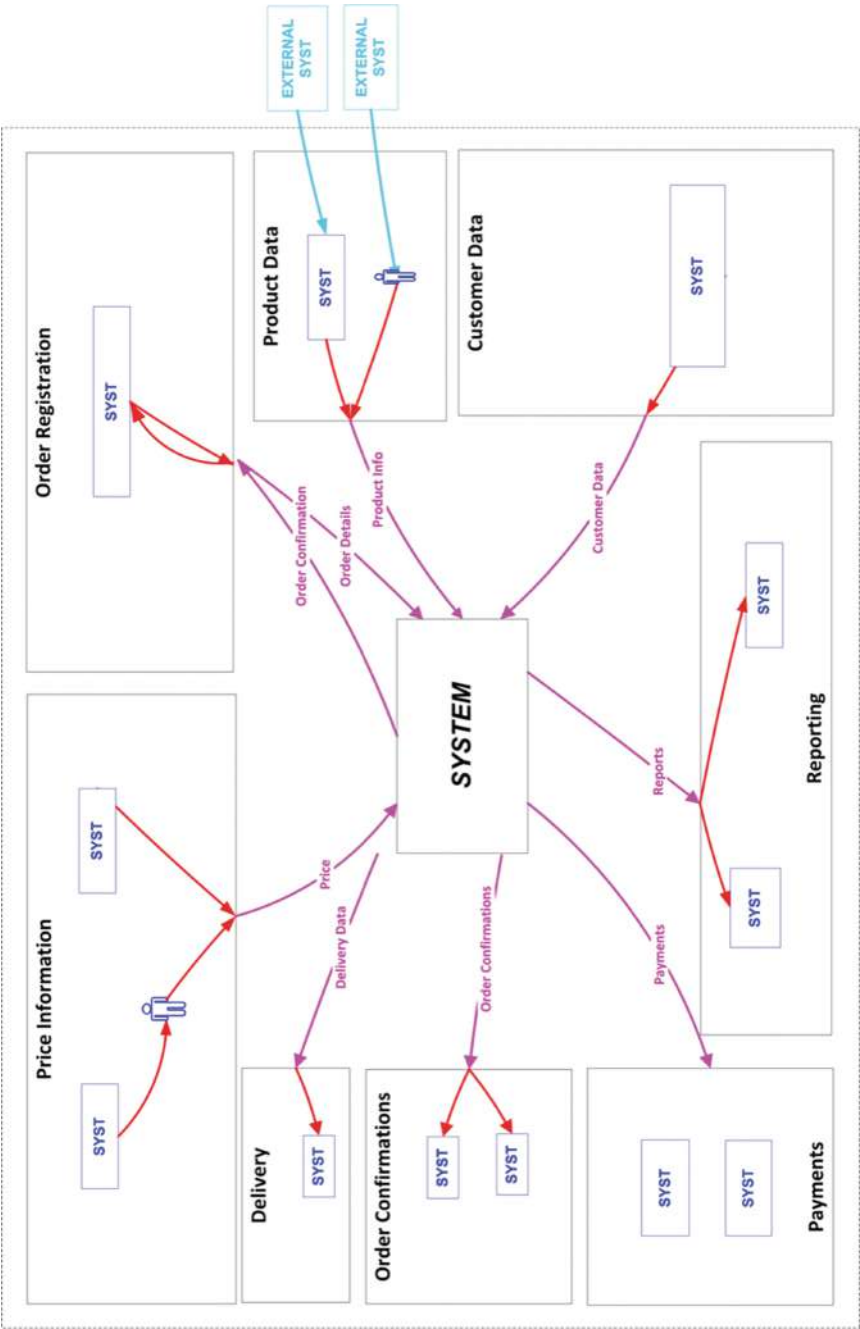 Price Information
SYST
SYST
Order Registration
SYST
EXTERNAL
SYST
EXTERNAL
SYST
Product Data
SYST
Customer Data
SYST
Delivery
SYST
Order Confirmations
SYST
SYST
Payments
SYST
SYST
Reporting
SYST
SYST
SYSTEM
Price
Delivery Data
Order Confirmations
Payments
Reports
Order Confirmation
Order Details
Product Info
Customer Data